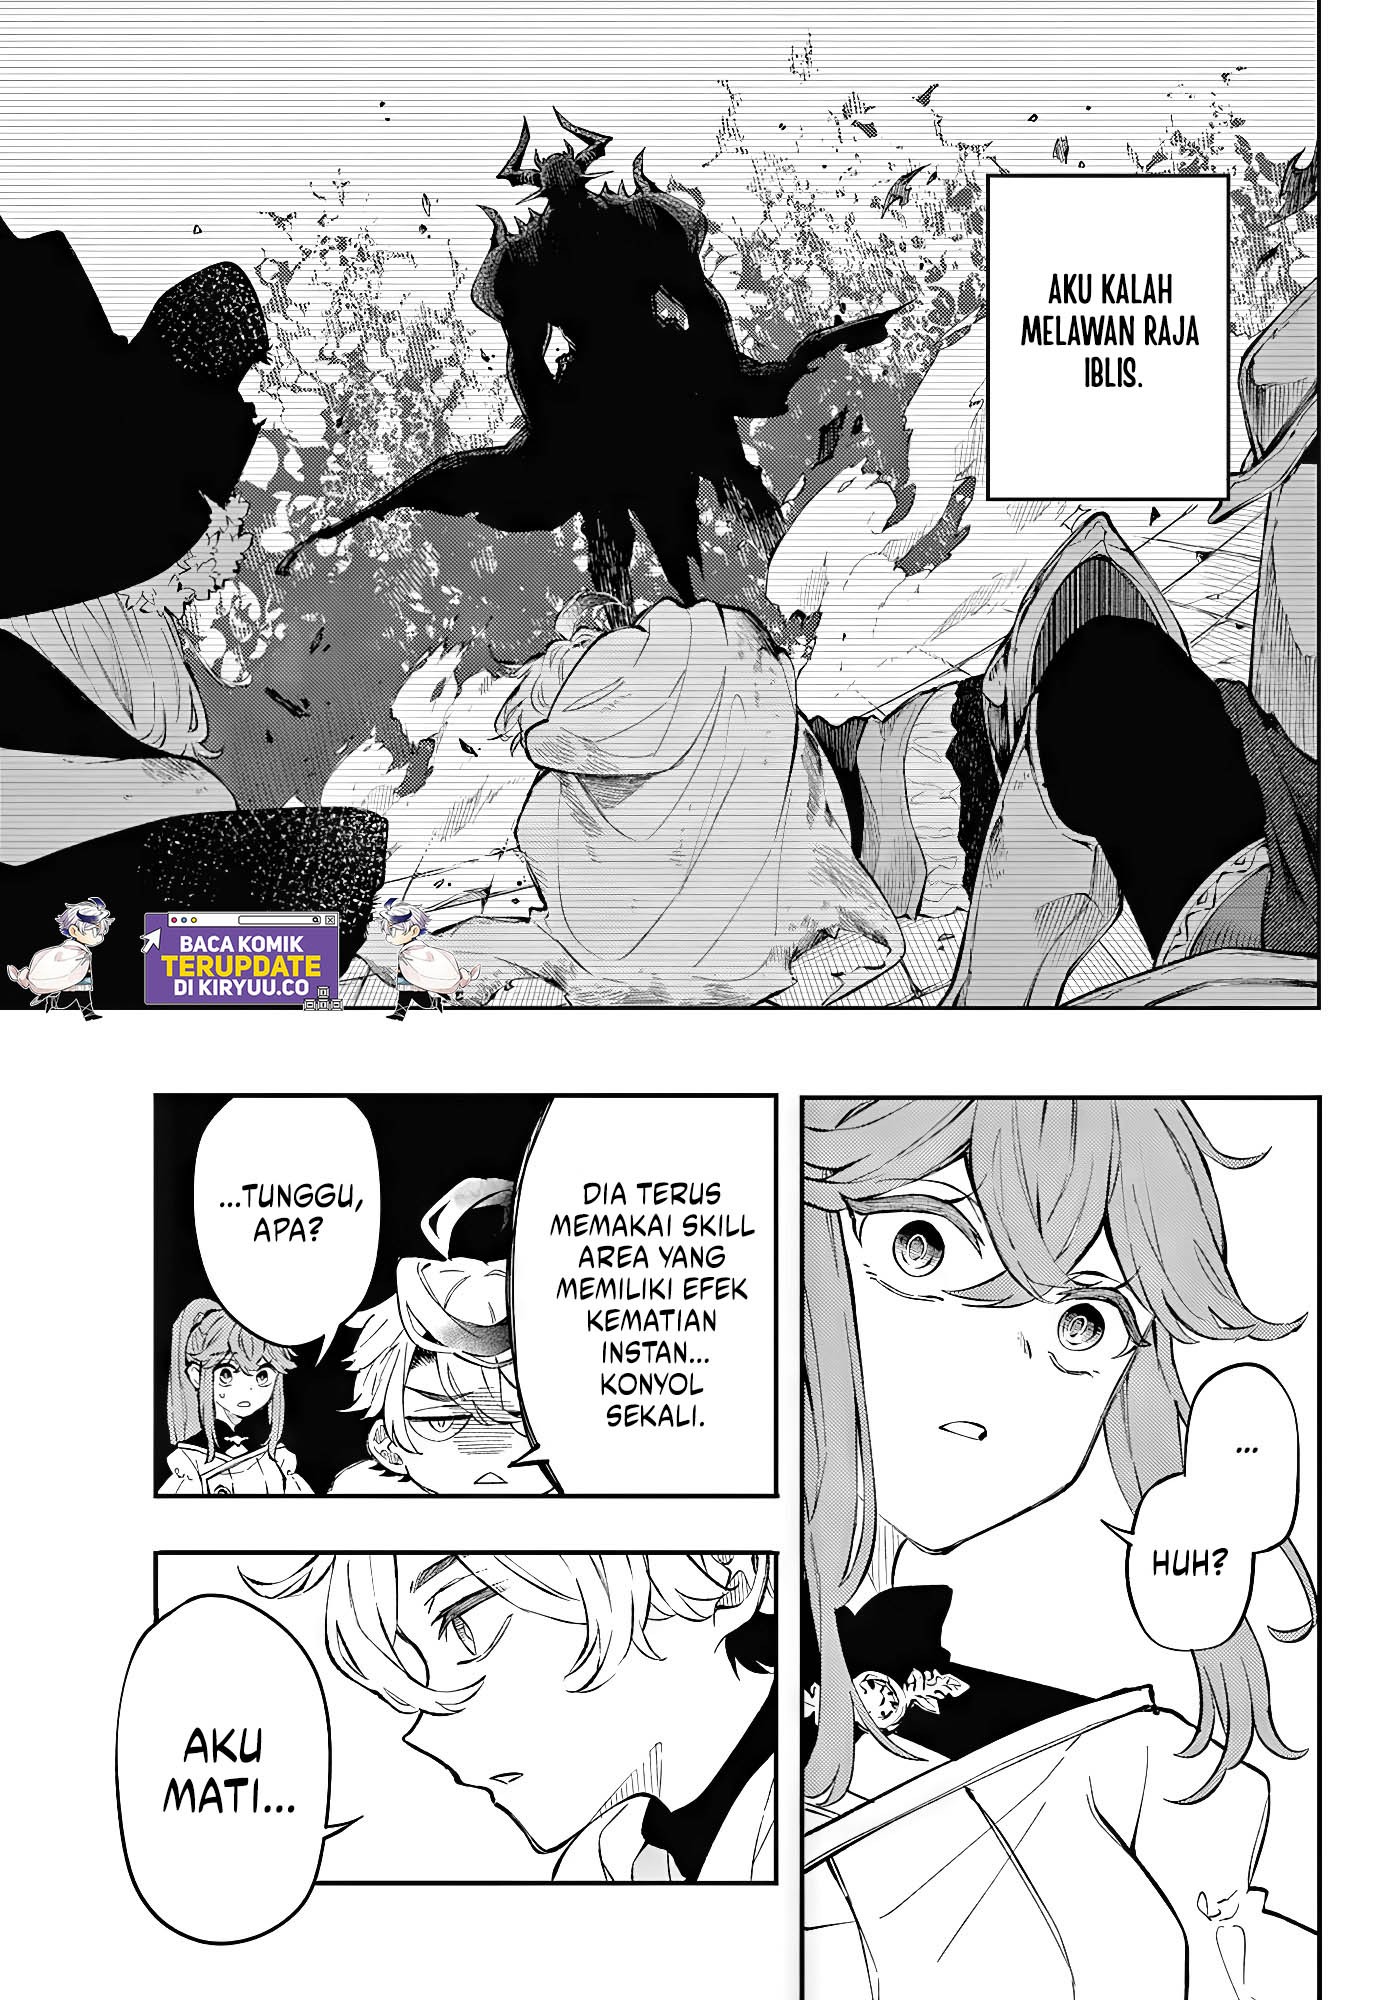 AKU KALAH
MELAWAN RAJA
IBLIS.
BACA KOMIK
TERUPDATE
DI KIRYUU.CO
...
HUH?
DIA TERUS
MEMAKAI SKILL
AREA YANG
MEMILIKI EFEK
KEMATIAN
INSTAN...
KONYOL
SEKALI.
...TUNGGU,
APA?
AKU
MATI...